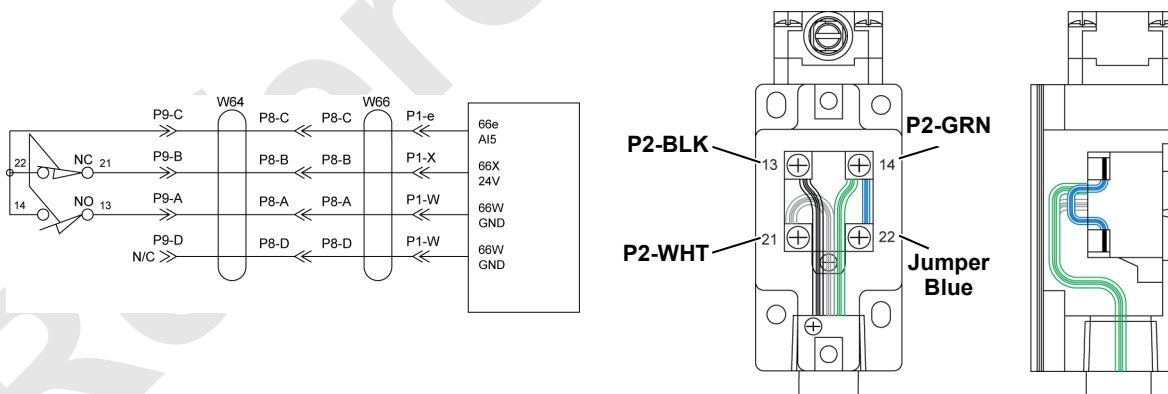 W64
W66
P9-C
P8-C
P8-C
P1-e
66e
AI5
22
NC
21
P9-B
P8-B
P8-B
P1-X
66X
24V
14
NO
13
P9-A
P8-A
P8-A
P1-W
66W
GND
N/C
P9-D
P8-D
P8-D
P1-W
66W
GND
P2-BLK
P2-GRN
13
14
21
22
P2-WHT
Jumper
Blue